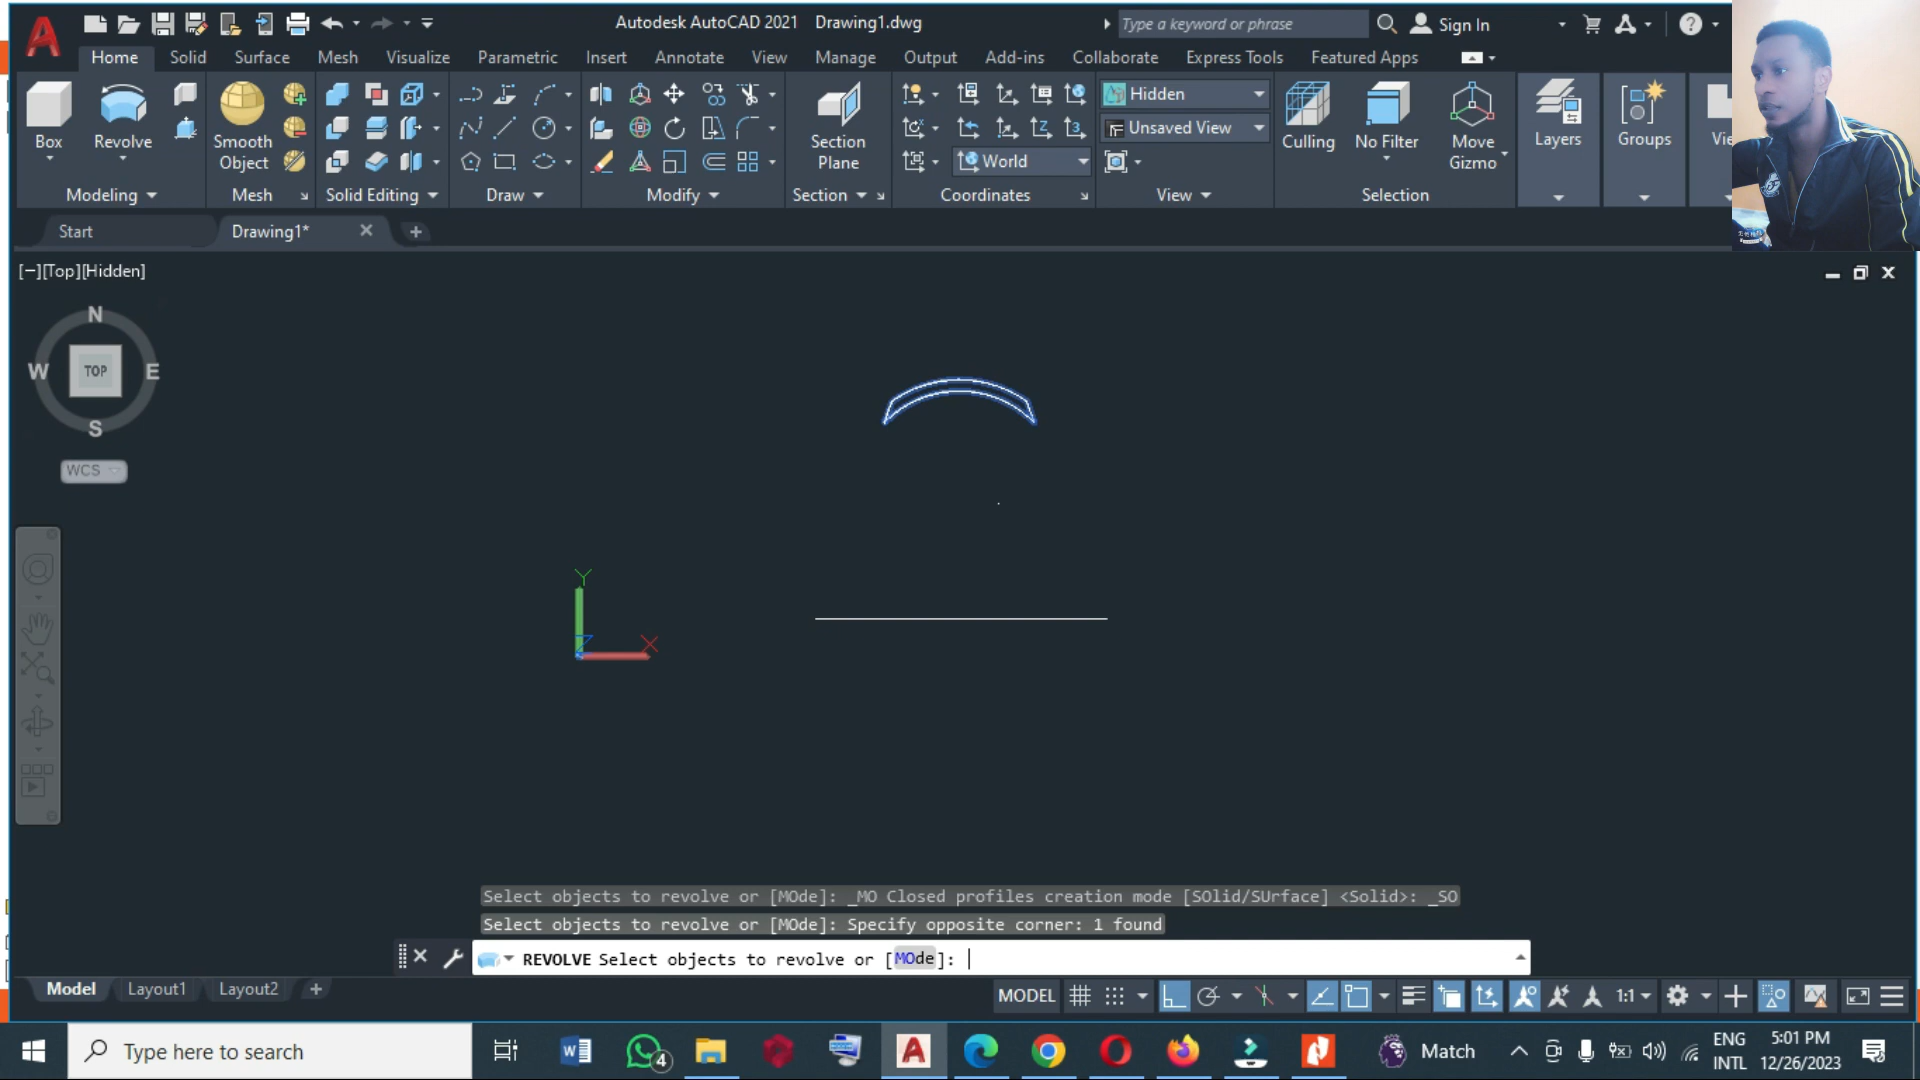 Autodesk AutoCAD 2021 Drawing1.dwg
Type a keyword or phrase
Sign In
Home Solid Surface Mesh Visualize Parametric Insert Annotate View Manage Output Add-ins Collaborate Express Tools Featured Apps
Box
Revolve
Smooth Object
Section Plane
Hidden
Unsaved View
World
Culling
No Filter
Move Gizmo
Layers
Groups
Modeling Mesh Solid Editing Draw Modify Section Coordinates View Selection
Start Drawing1*
[−][Top][Hidden]
N
W TOP E
S
WCS
Y
X
Select objects to revolve or [MOde]: _MO Closed profiles creation mode [SOlid/SUrface] <Solid>: _SO
Select objects to revolve or [MOde]: Specify opposite corner: 1 found
REVOLVE Select objects to revolve or [MOde]:
Model Layout1 Layout2
MODEL 1:1
Type here to search
4
Match
ENG
INTL
5:01 PM
12/26/2023